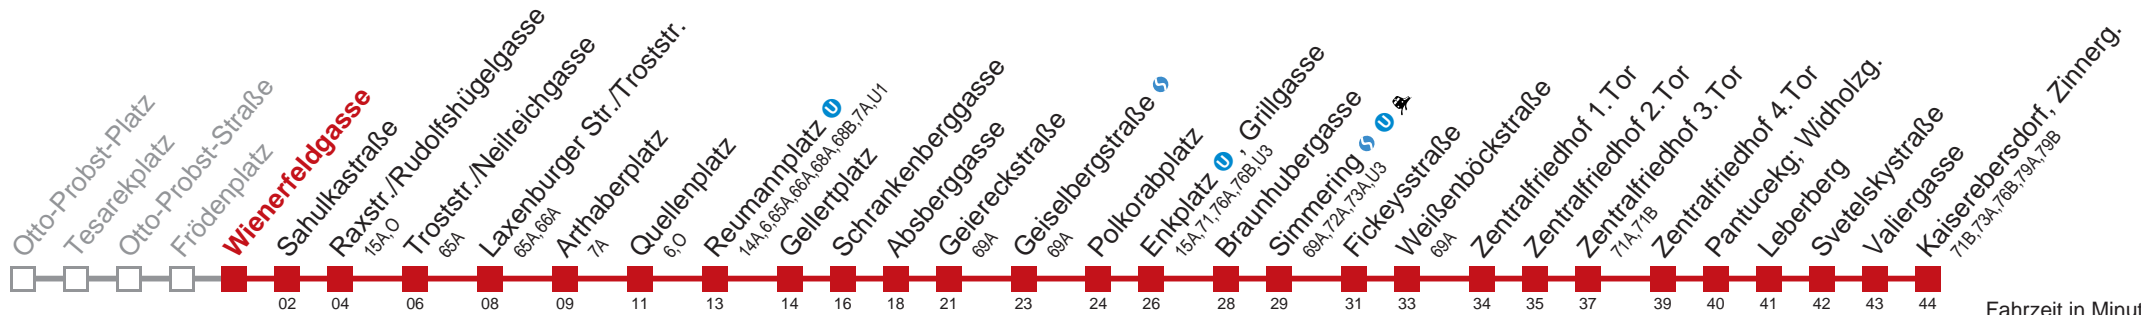 Otto-Probst-Platz
Tesarekplatz
Otto-Probst-Straße
Frödenplatz
Wienerfeldgasse
Sahulkastraße
02
Raxstr./Rudolfshügelgasse
15A,O
04
Troststr./Neilreichgasse
65A
06
Laxenburger Str./Troststr.
65A,66A
08
Arthaberplatz
7A
09
Quellenplatz
6,O
11
Reumannplatz U
14A,6,65A,66A,68A,68B,7A,U1
13
Gellertplatz
14
Schrankenberggasse
16
Absberggasse
18
Geiereckstraße
69A
21
Geiselbergstraße S
69A
23
Polkorabplatz
24
Enkplatz U , Grillgasse
15A,71,76A,76B,U3
26
Braunhubergasse
28
Simmering S U
69A,72A,73A,U3
29
Fickeysstraße
31
Weißenböckstraße
69A
33
Zentralfriedhof 1.Tor
34
Zentralfriedhof 2.Tor
35
Zentralfriedhof 3.Tor
71A,71B
37
Zentralfriedhof 4.Tor
39
Pantucekg; Widholzg.
40
Leberberg
41
Svetelskystraße
42
Valiergasse
43
Kaiserebersdorf, Zinnerg.
71B,73A,76B,79A,79B
44
Fahrzeit in Minut